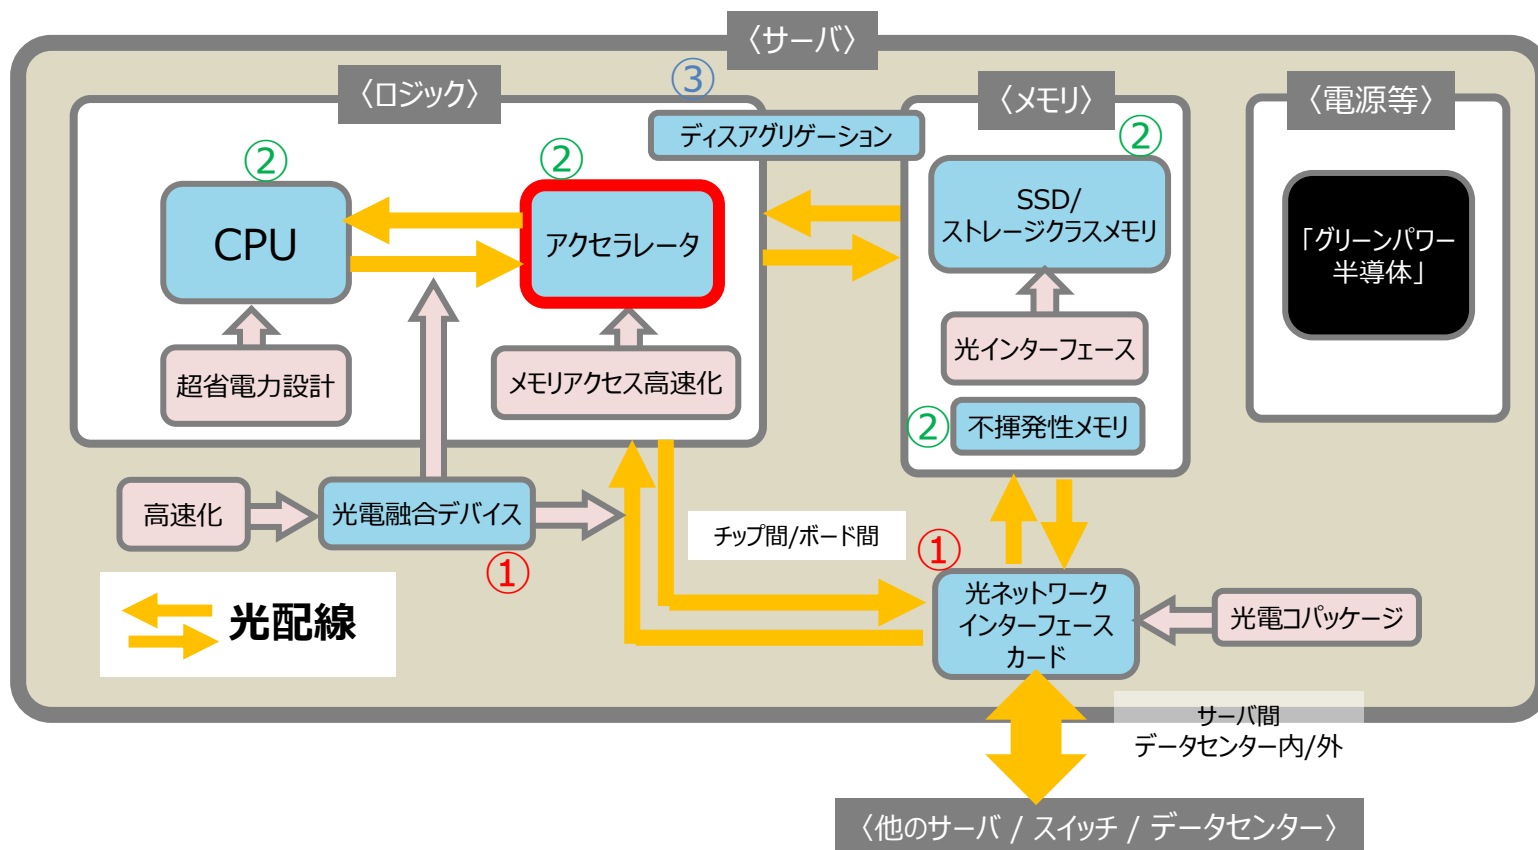 〈サーバ〉
〈ロジック〉
③
ディスアグリゲーション
〈メモリ〉
〈電源等〉
②
CPU
②
アクセラレータ
②
SSD/
ストレージクラスメモリ
「グリーンパワー
半導体」
超省電力設計
メモリアクセス高速化
光インターフェース
②
不揮発性メモリ
高速化
光電融合デバイス
①
チップ間/ボード間
①
光ネットワーク
インターフェース
カード
光電コパッケージ
光配線
サーバ間
データセンター内/外
〈他のサーバ / スイッチ / データセンター〉